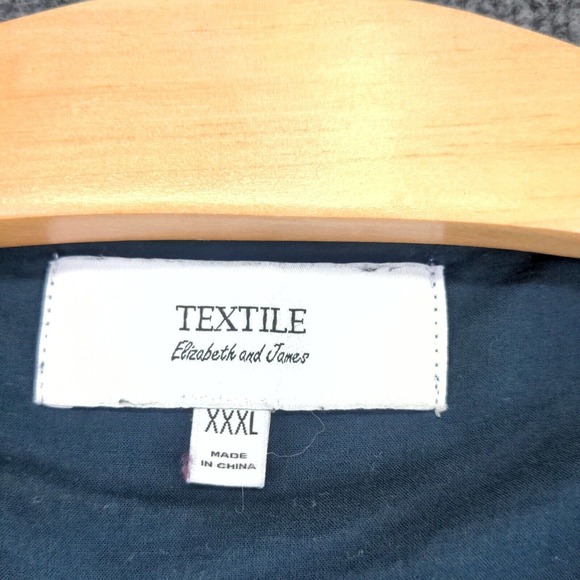 TEXTILE
Elizabeth and James
XXXL
MADE
IN CHINA